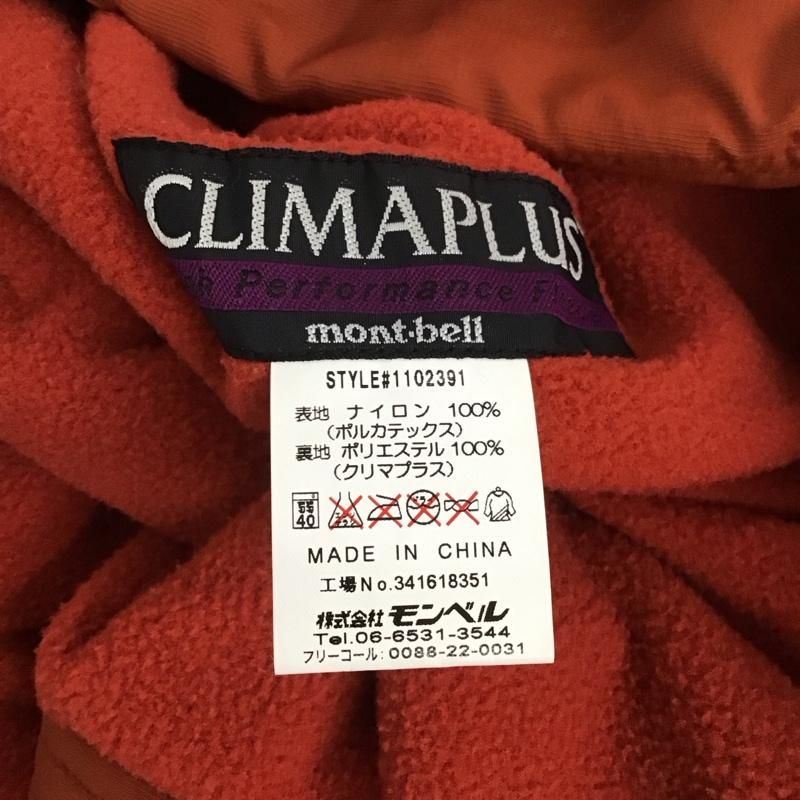 CLIMAPLUS
Performance
mont-bell
STYLE#1102391
表地 ナイロン 100%
(ポルカテックス)
裏地 ポリエステル 100%
(クリマプラス)
40
MADE IN CHINA
工場No.341618351
株式会社 モンベル
Tel.06-6531-3544
フリーコール:0088-22-0031